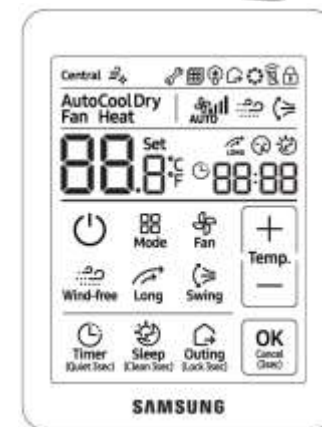 Central
AutoCoolDry
Fan Heat
AUTO
Set
LONG
88.8°C
°F
88:88
Mode
Fan
Temp.
Wind-free
Long
Swing
Timer
(Quiet 3sec)
Sleep
(Clean 3sec)
Outing
(Lock 3sec)
OK
Cancel
(3sec)
SAMSUNG